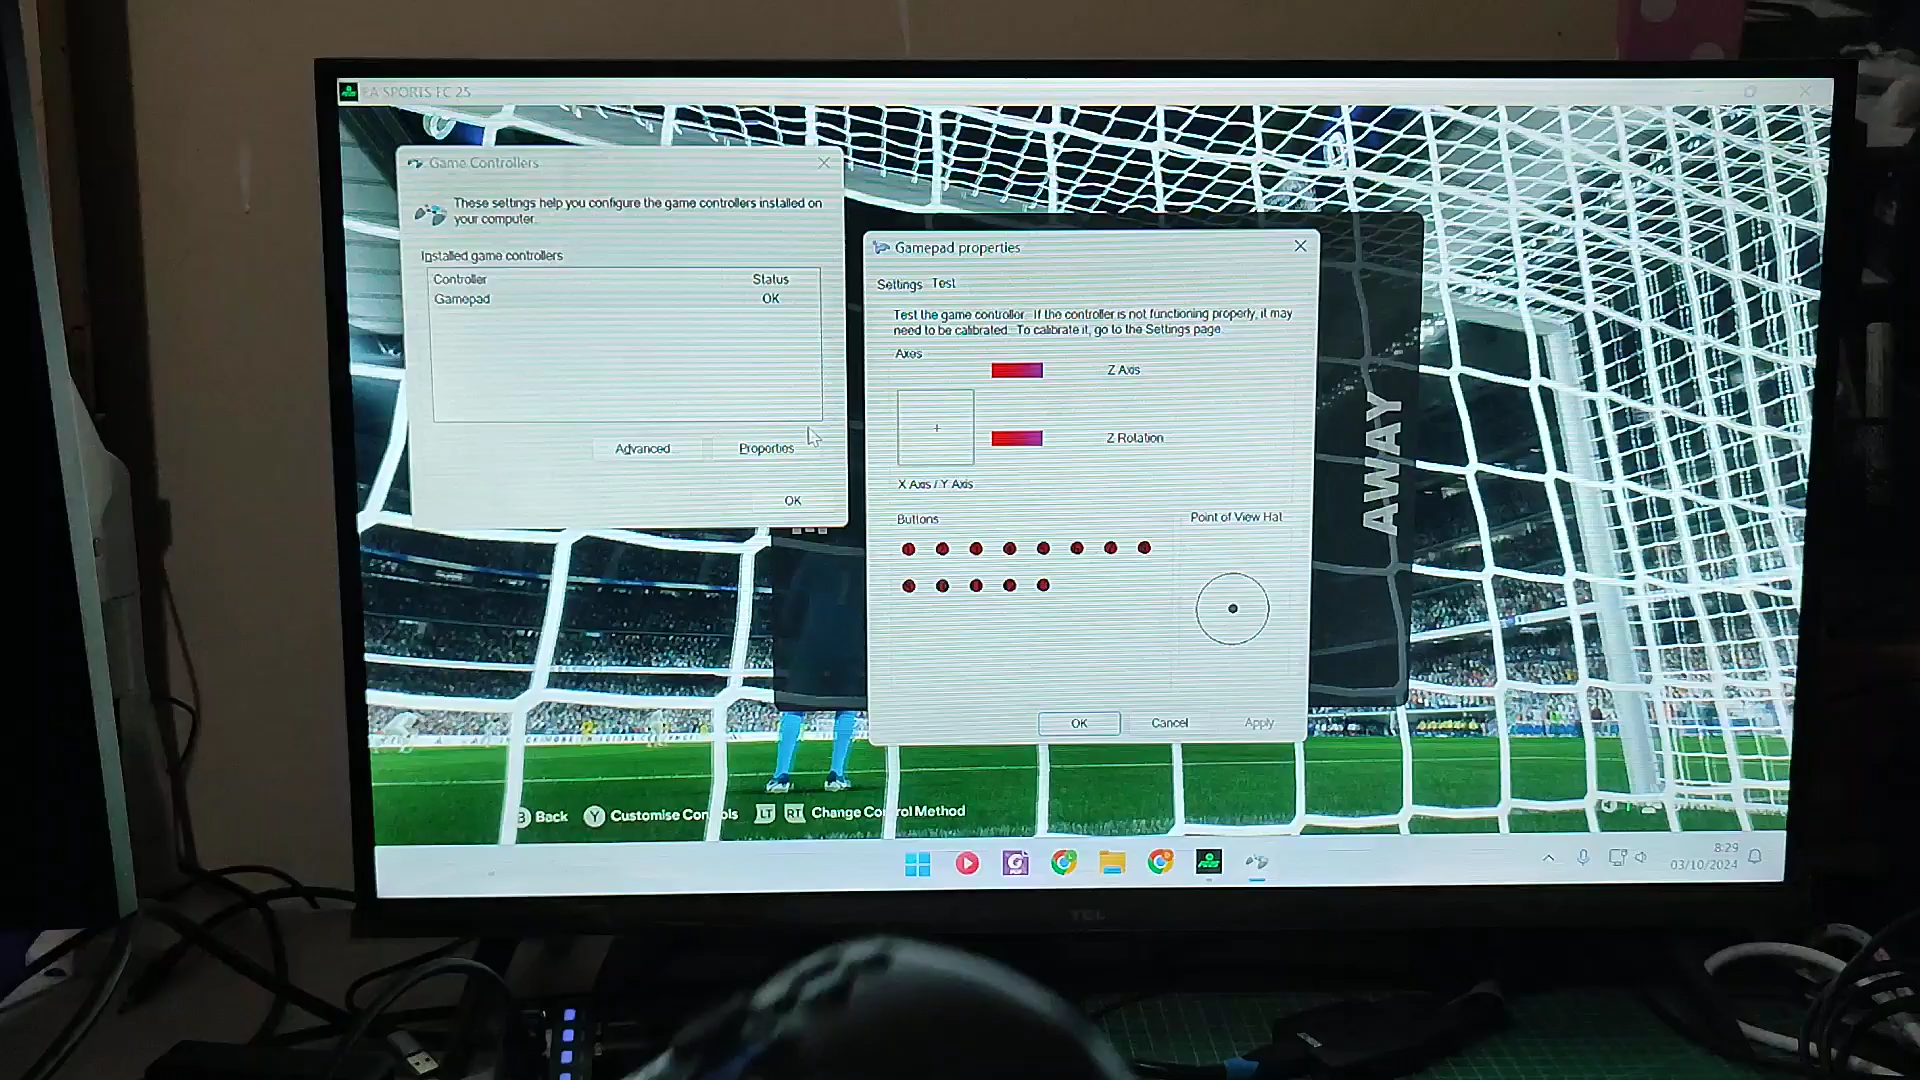 EA SPORTS FC 25
Game Controllers
These settings help you configure the game controllers installed on
your computer.
Installed game controllers
Controller Status
Gamepad OK
Advanced Properties
OK
Gamepad properties
Settings Test
Test the game controller. If the controller is not functioning properly, it may
need to be calibrated. To calibrate it, go to the Settings page.
Axes
Z Axis
Z Rotation
X Axis / Y Axis
Buttons
Point of View Hat
OK Cancel Apply
AWAY
B Back Y Customise Con ols LT RT Change Co rol Method
8:29
03/10/2024
TCL